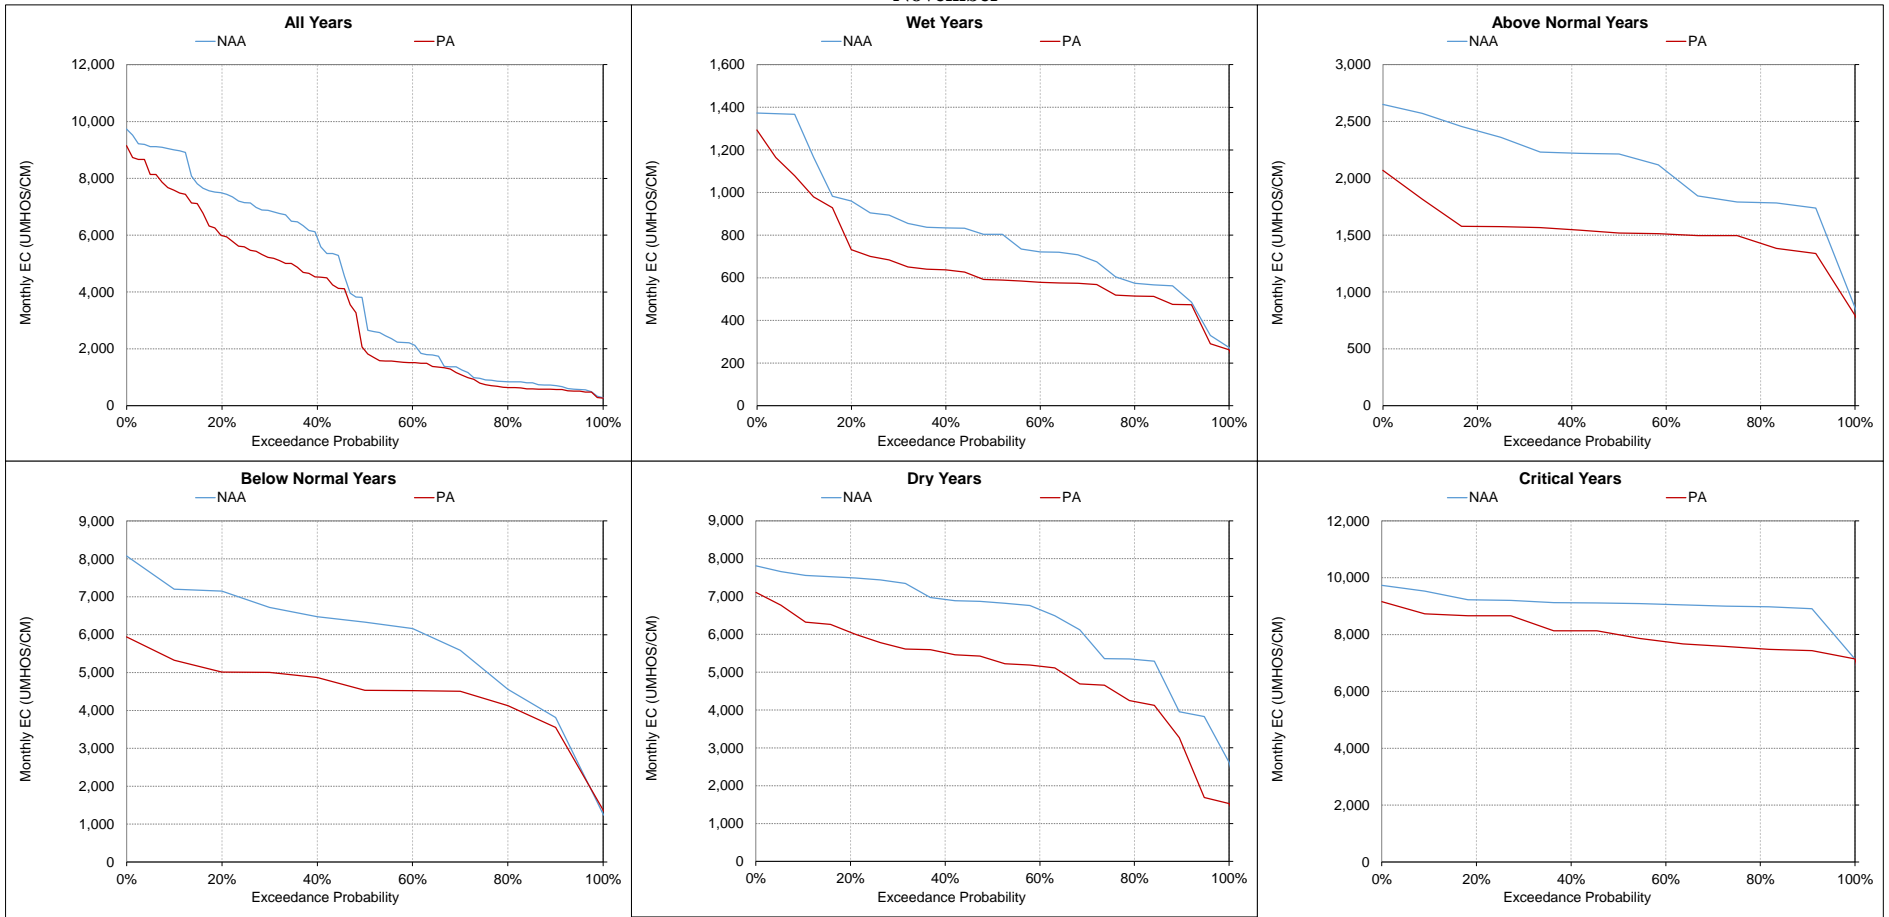 All Years
NAA PA
12,000
10,000
8,000
6,000
4,000
2,000
0
Monthly EC (UMHOS/CM)
0% 20% 40% 60% 80% 100%
Exceedance Probability
Wet Years
NAA PA
1,600
1,400
1,200
1,000
800
600
400
200
0
Monthly EC (UMHOS/CM)
0% 20% 40% 60% 80% 100%
Exceedance Probability
Above Normal Years
NAA PA
3,000
2,500
2,000
1,500
1,000
500
0
Monthly EC (UMHOS/CM)
0% 20% 40% 60% 80% 100%
Exceedance Probability
Below Normal Years
NAA PA
9,000
8,000
7,000
6,000
5,000
4,000
3,000
2,000
1,000
0
Monthly EC (UMHOS/CM)
0% 20% 40% 60% 80% 100%
Exceedance Probability
Dry Years
NAA PA
9,000
8,000
7,000
6,000
5,000
4,000
3,000
2,000
1,000
0
Monthly EC (UMHOS/CM)
0% 20% 40% 60% 80% 100%
Exceedance Probability
Critical Years
NAA PA
12,000
10,000
8,000
6,000
4,000
2,000
0
Monthly EC (UMHOS/CM)
0% 20% 40% 60% 80% 100%
Exceedance Probability